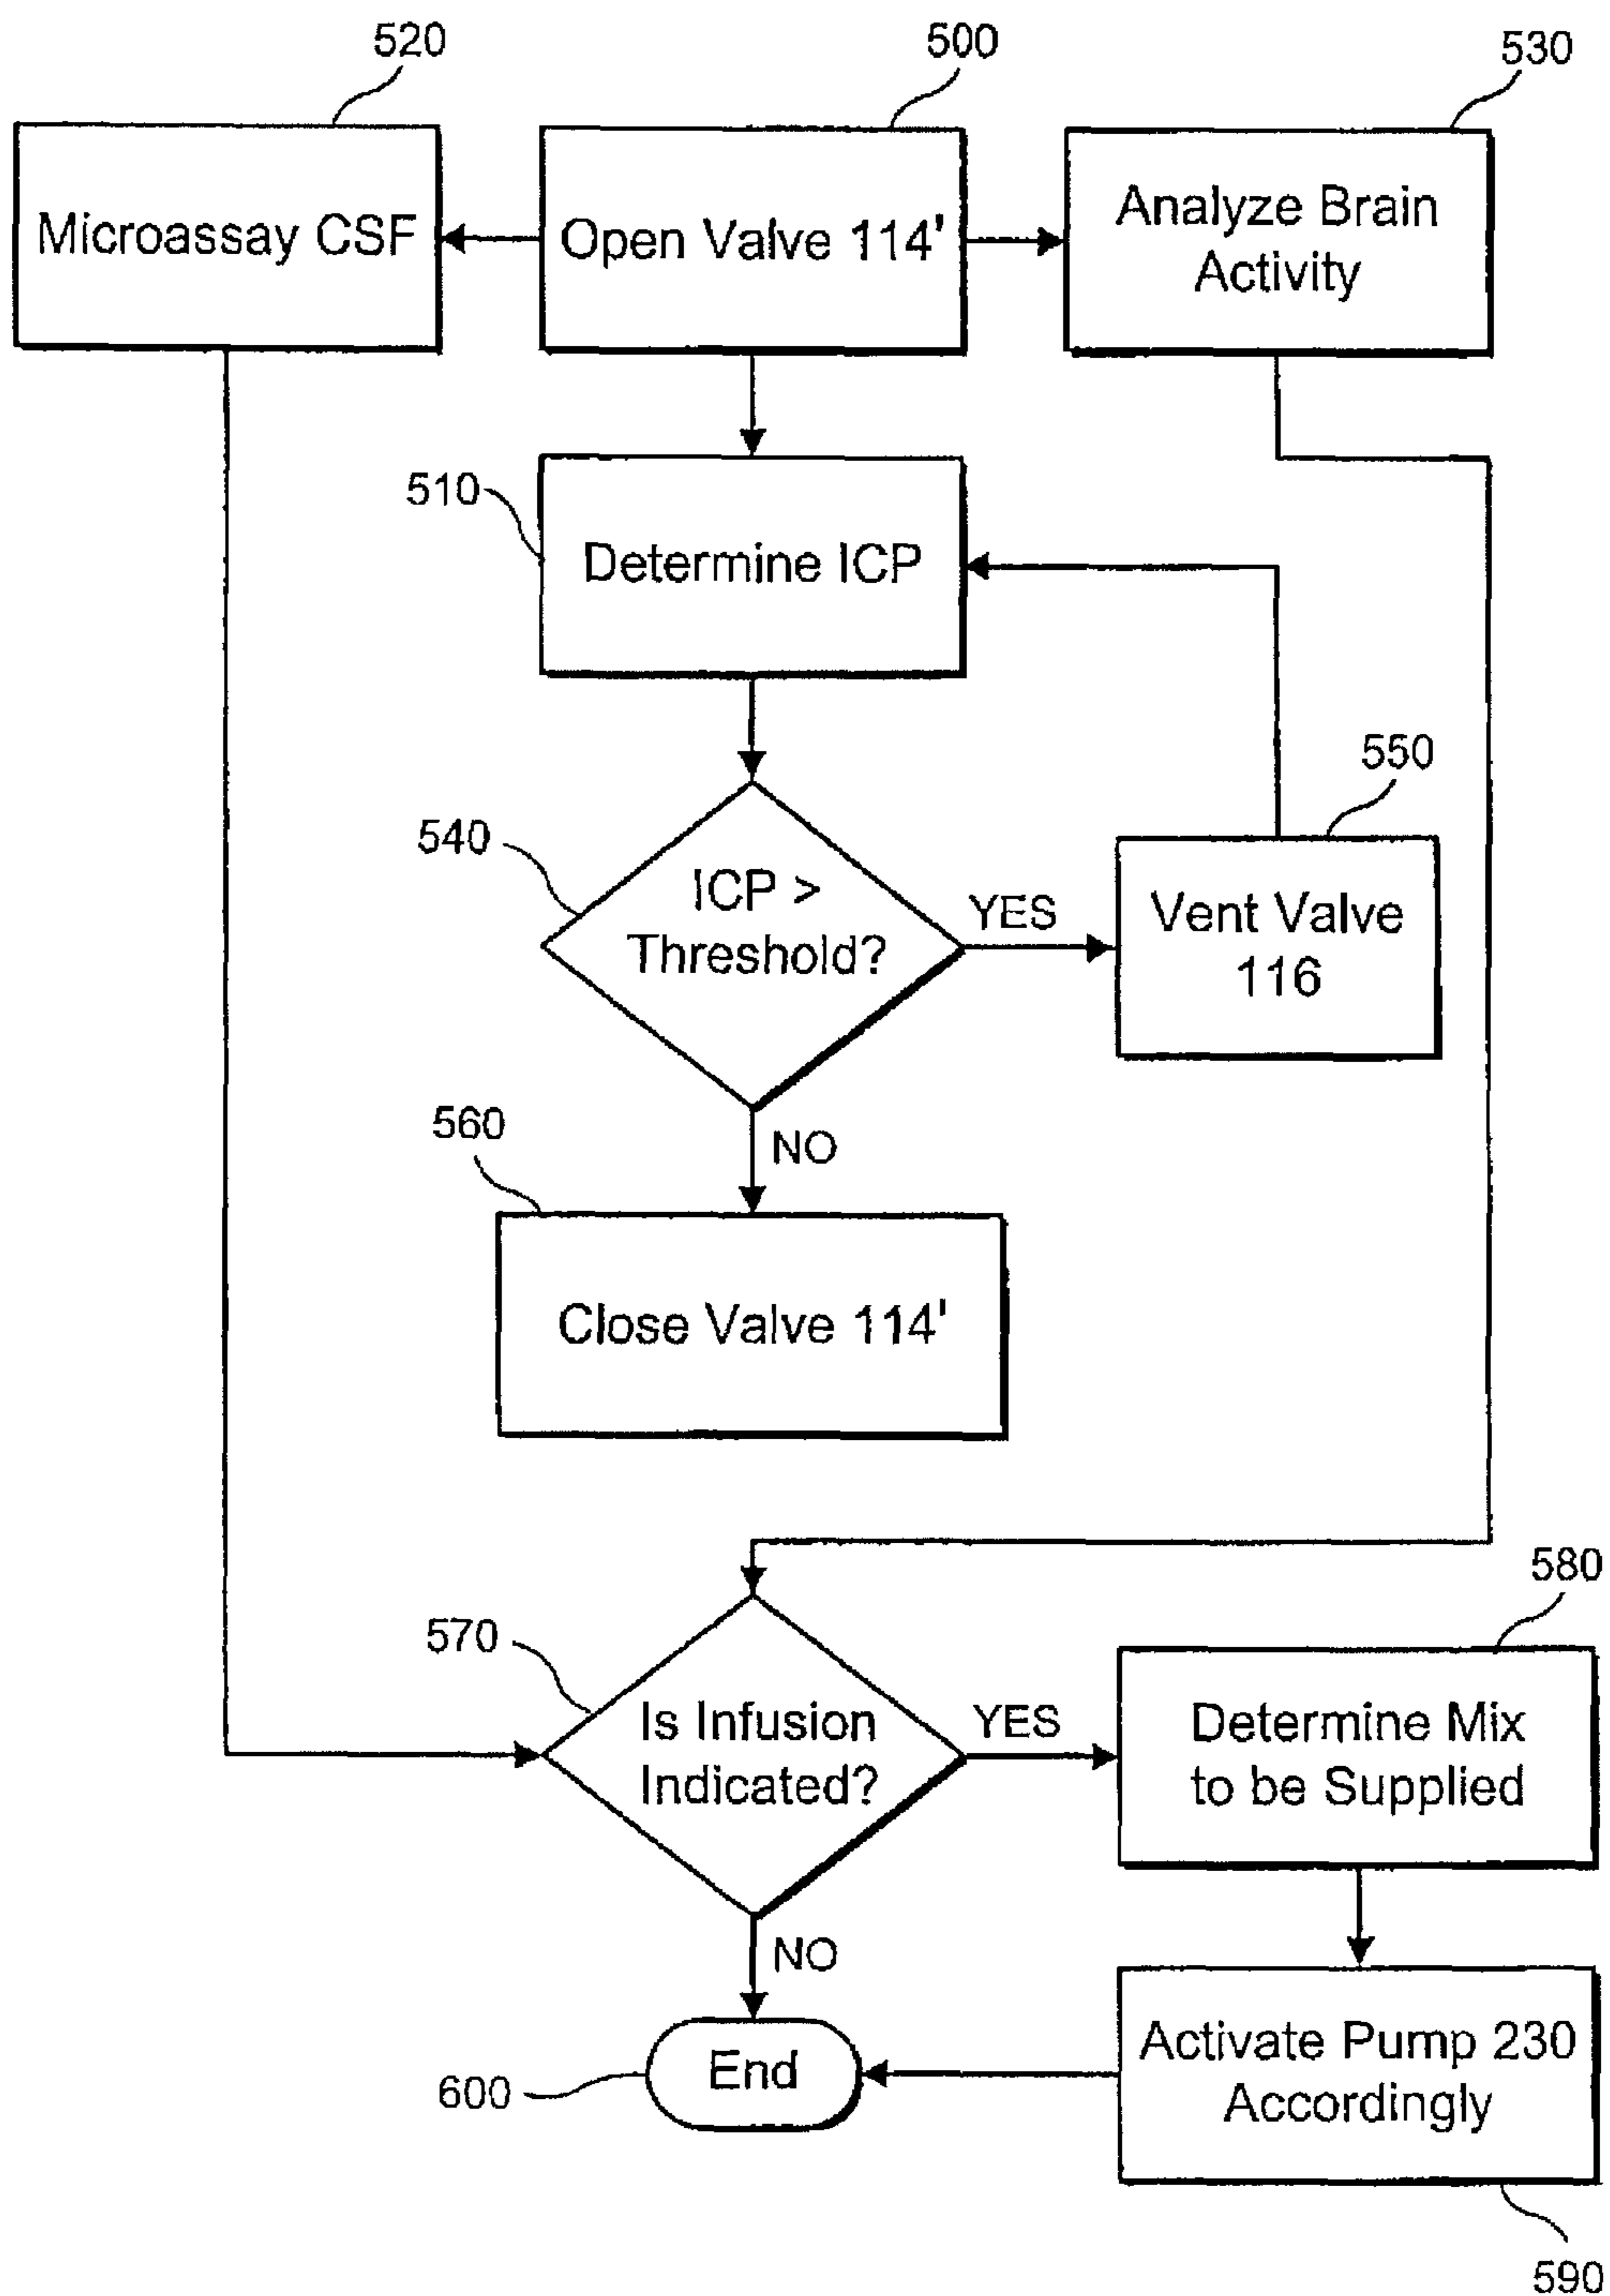 520
500
530
Microassay CSF
Open Valve 114'
Analyze Brain
Activity
510
Determine ICP
550
540
ICP >
Threshold?
YES
Vent Valve
116
560
NO
Close Valve 114'
580
570
Is Infusion
Indicated?
YES
Determine Mix
to be Supplied
NO
600
End
Activate Pump 230
Accordingly
590